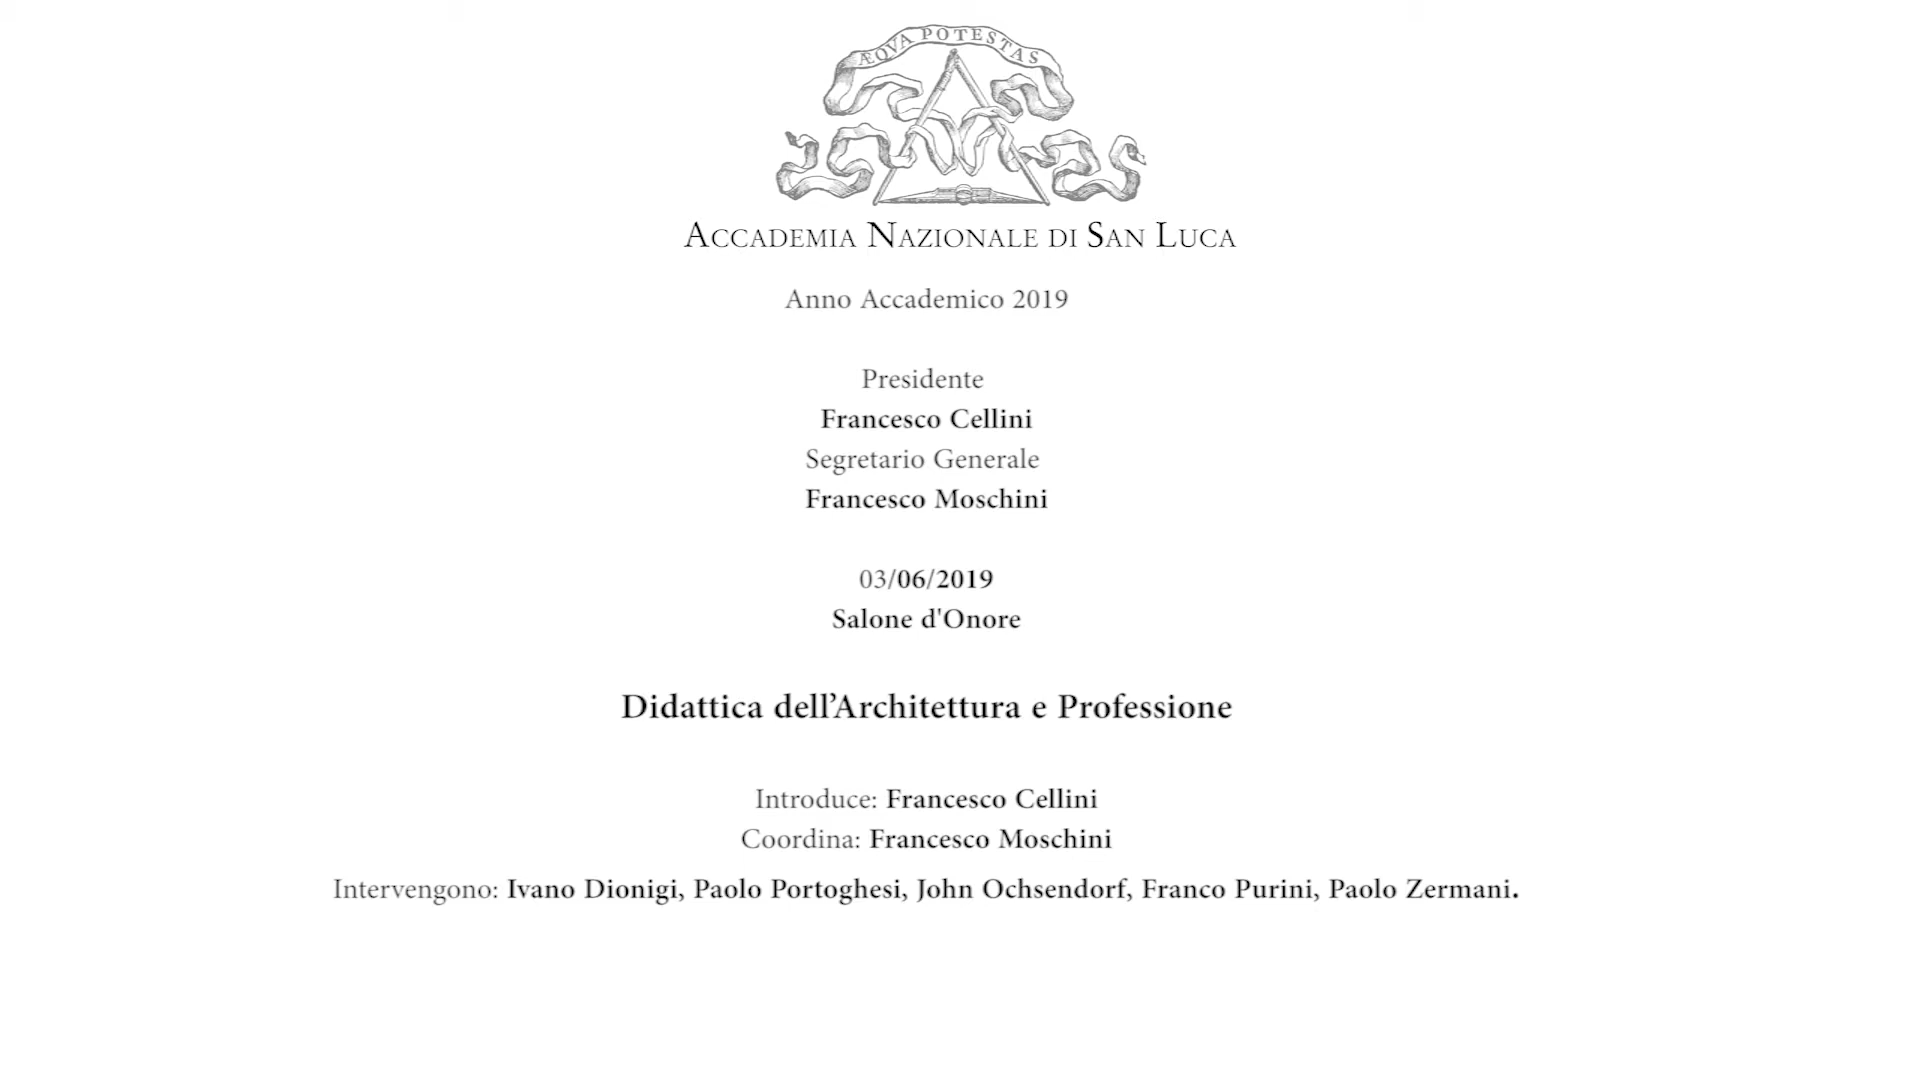 ÆQVA POTESTAS
Accademia Nazionale di San Luca
Anno Accademico 2019
Presidente
Francesco Cellini
Segretario Generale
Francesco Moschini
03/06/2019
Salone d'Onore
Didattica dell’Architettura e Professione
Introduce: Francesco Cellini
Coordina: Francesco Moschini
Intervengono: Ivano Dionigi, Paolo Portoghesi, John Ochsendorf, Franco Purini, Paolo Zermani.